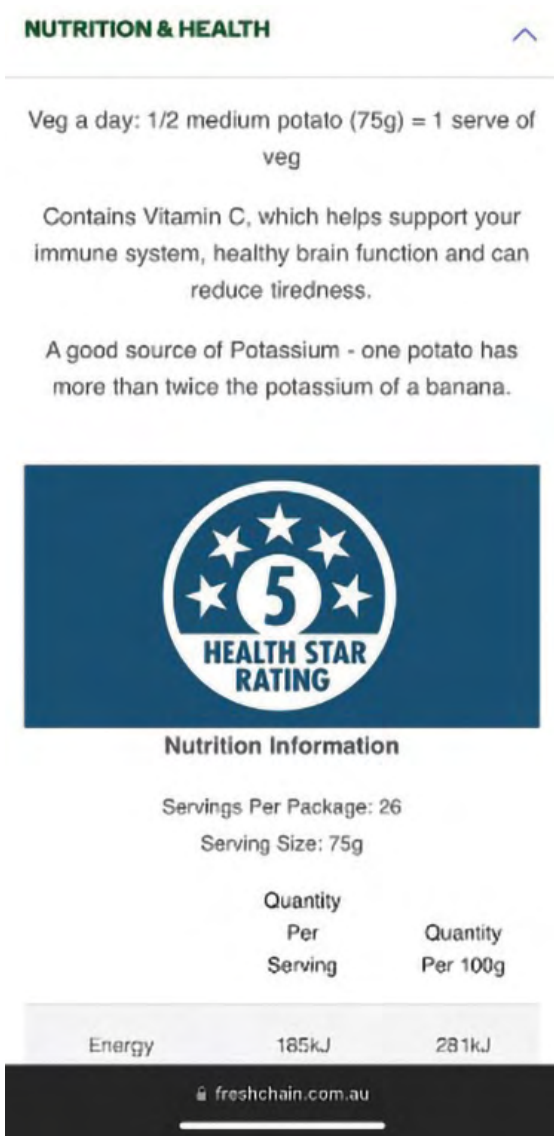 NUTRITION & HEALTH
Veg a day: 1/2 medium potato (75g) = 1 serve of
veg
Contains Vitamin C, which helps support your
immune system, healthy brain function and can
reduce tiredness.
A good source of Potassium - one potato has
more than twice the potassium of a banana.
5
HEALTH STAR
RATING
Nutrition Information
Servings Per Package: 26
Serving Size: 75g
Quantity
Per
Serving
Quantity
Per 100g
Energy 185kJ 281kJ
freshchain.com.au